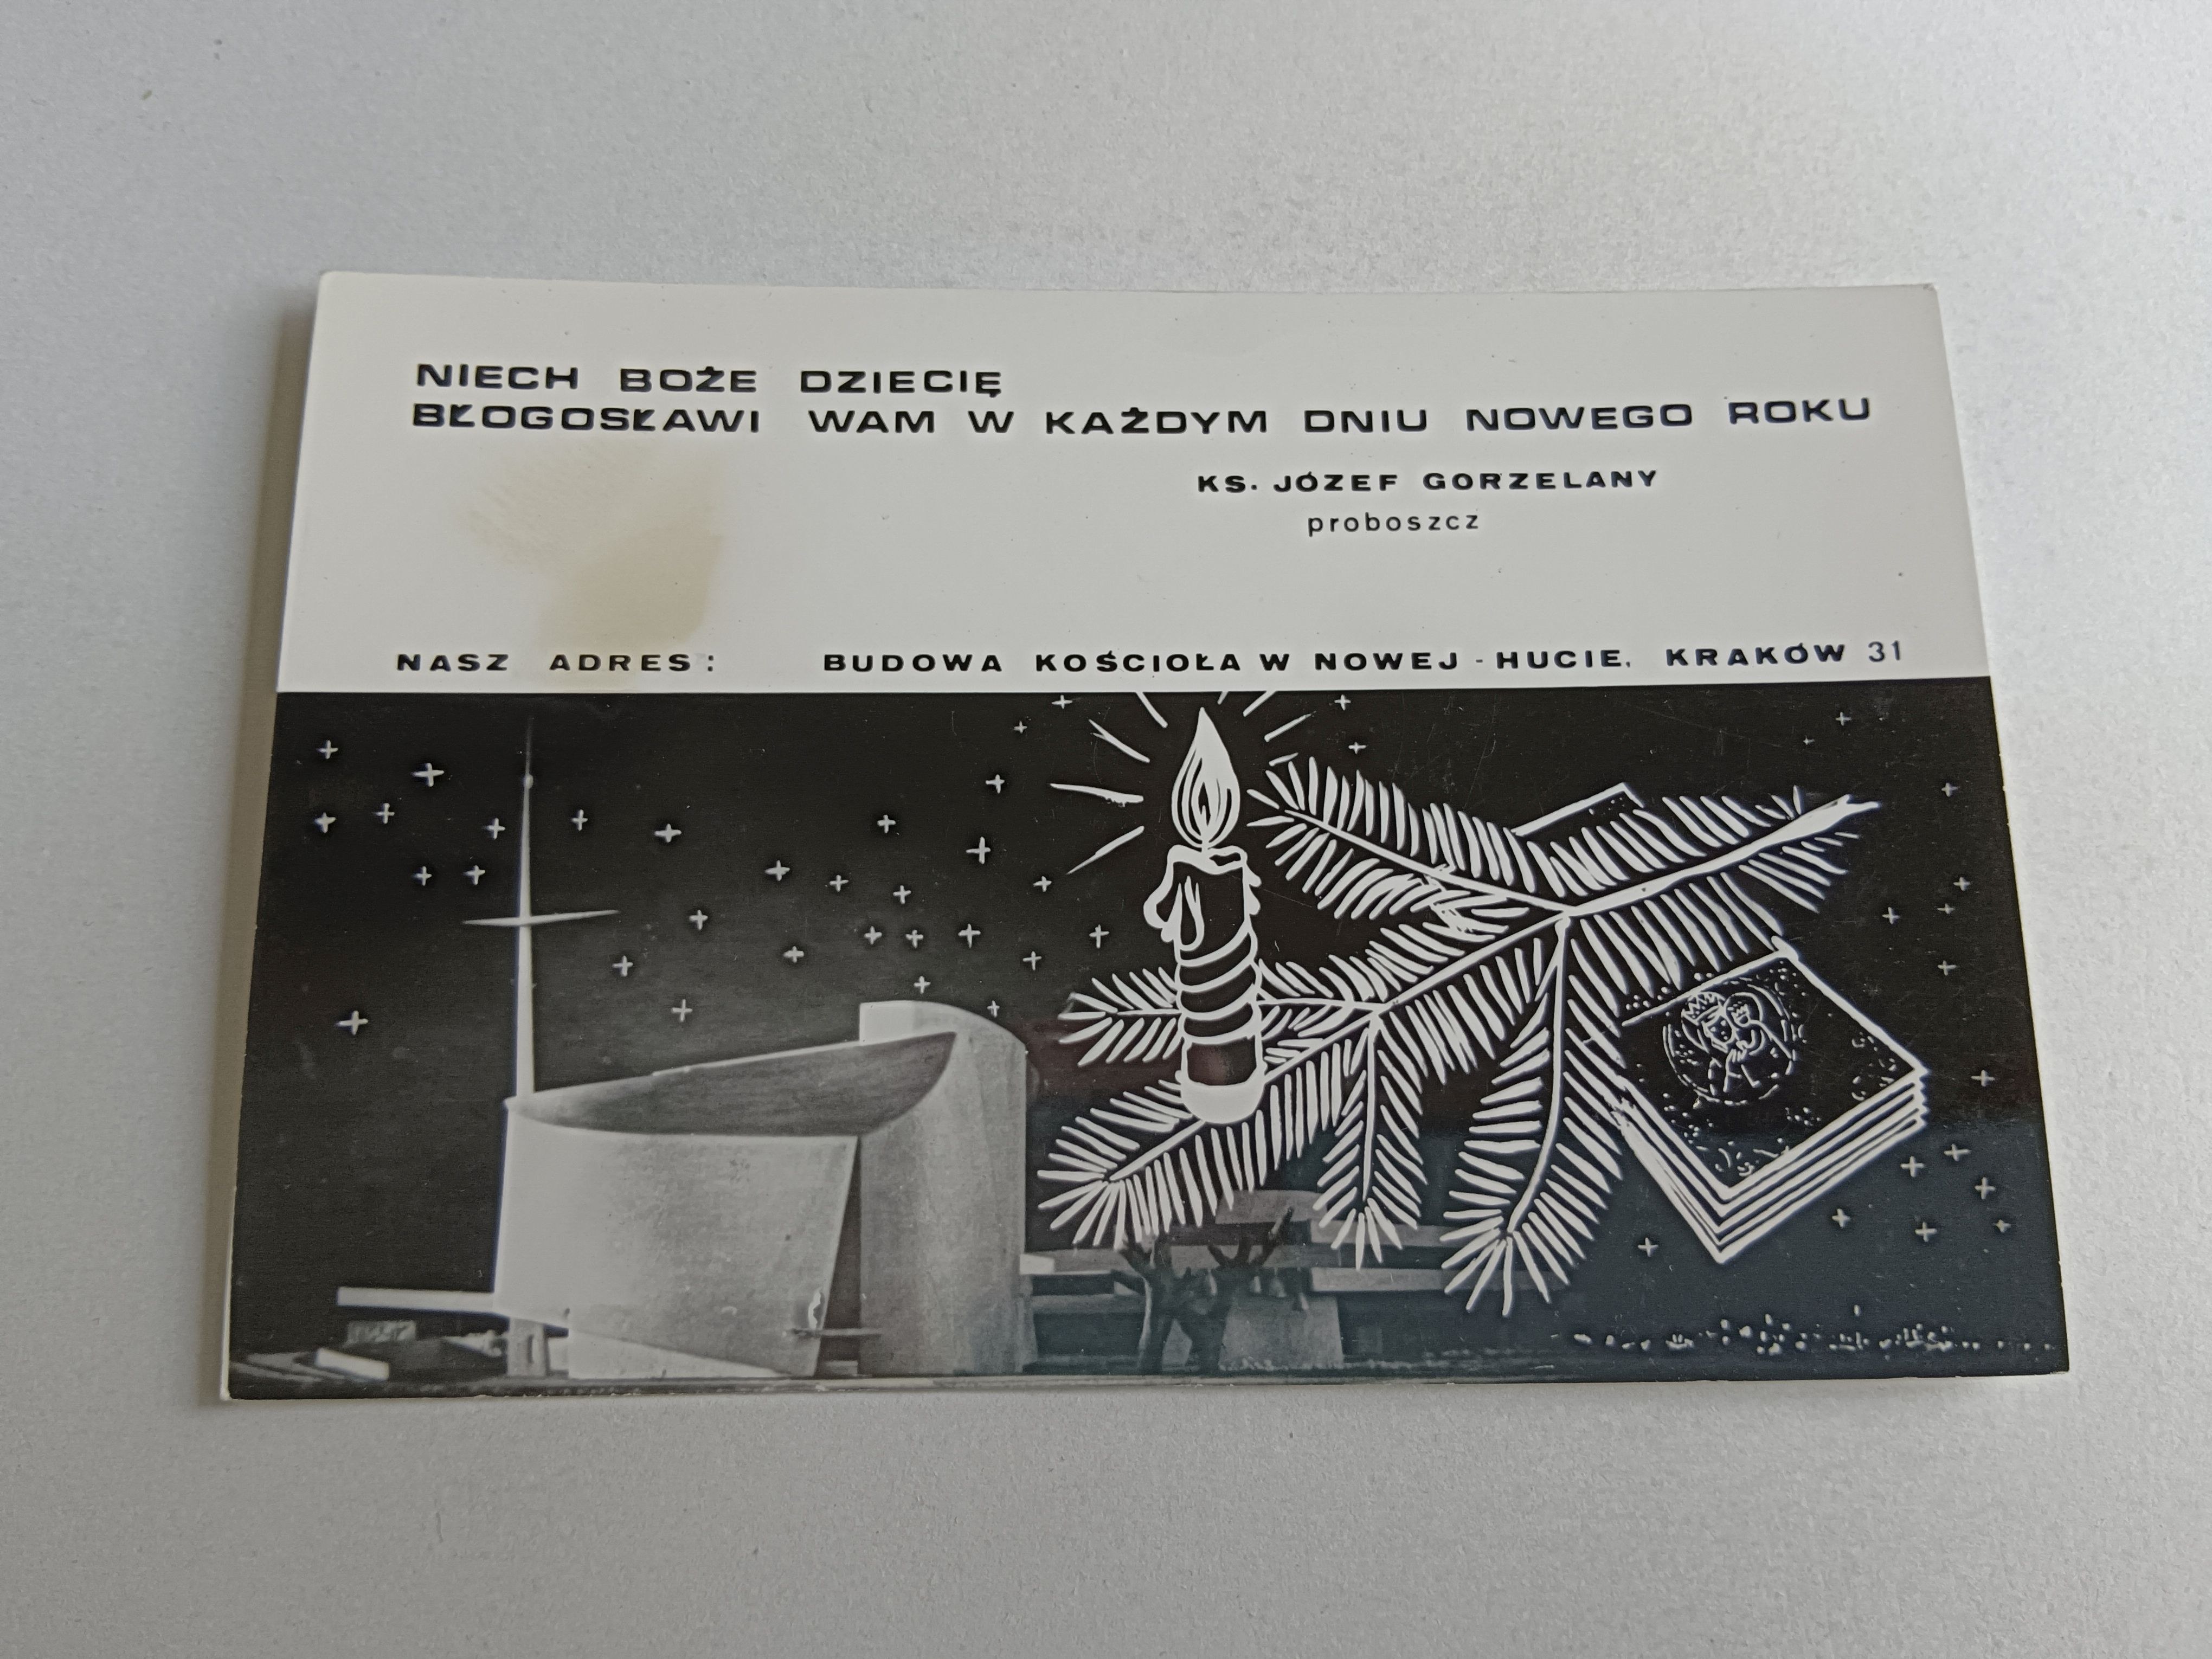 NIECH BOŻE DZIECIĘ
BŁOGOSŁAWI WAM W KAŻDYM DNIU NOWEGO ROKU
KS. JÓZEF GORZELANY
proboszcz
NASZ ADRES: BUDOWA KOŚCIOŁA W NOWEJ-HUCIE, KRAKÓW 31